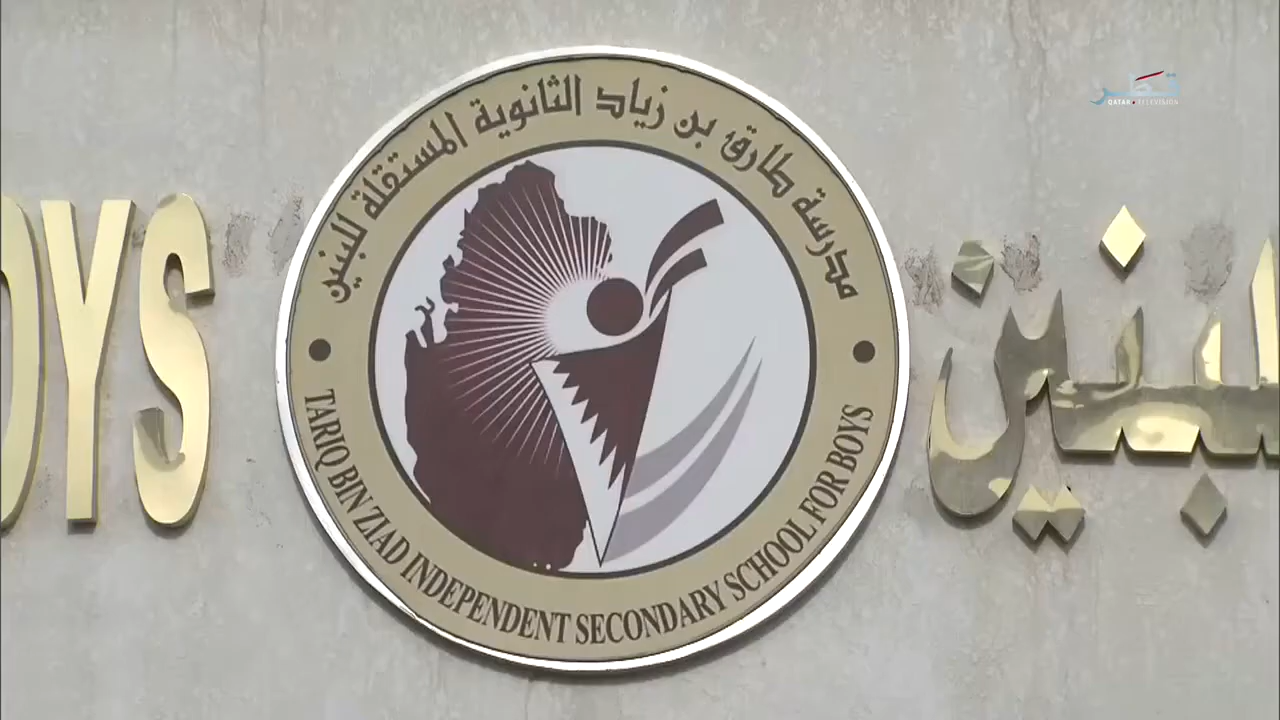 قطر
QATAR TELEVISION
مدرسة طارق بن زياد الثانوية المستقلة للبنين
TARIQ BIN ZIAD INDEPENDENT SECONDARY SCHOOL FOR BOYS
OYS
للبنين